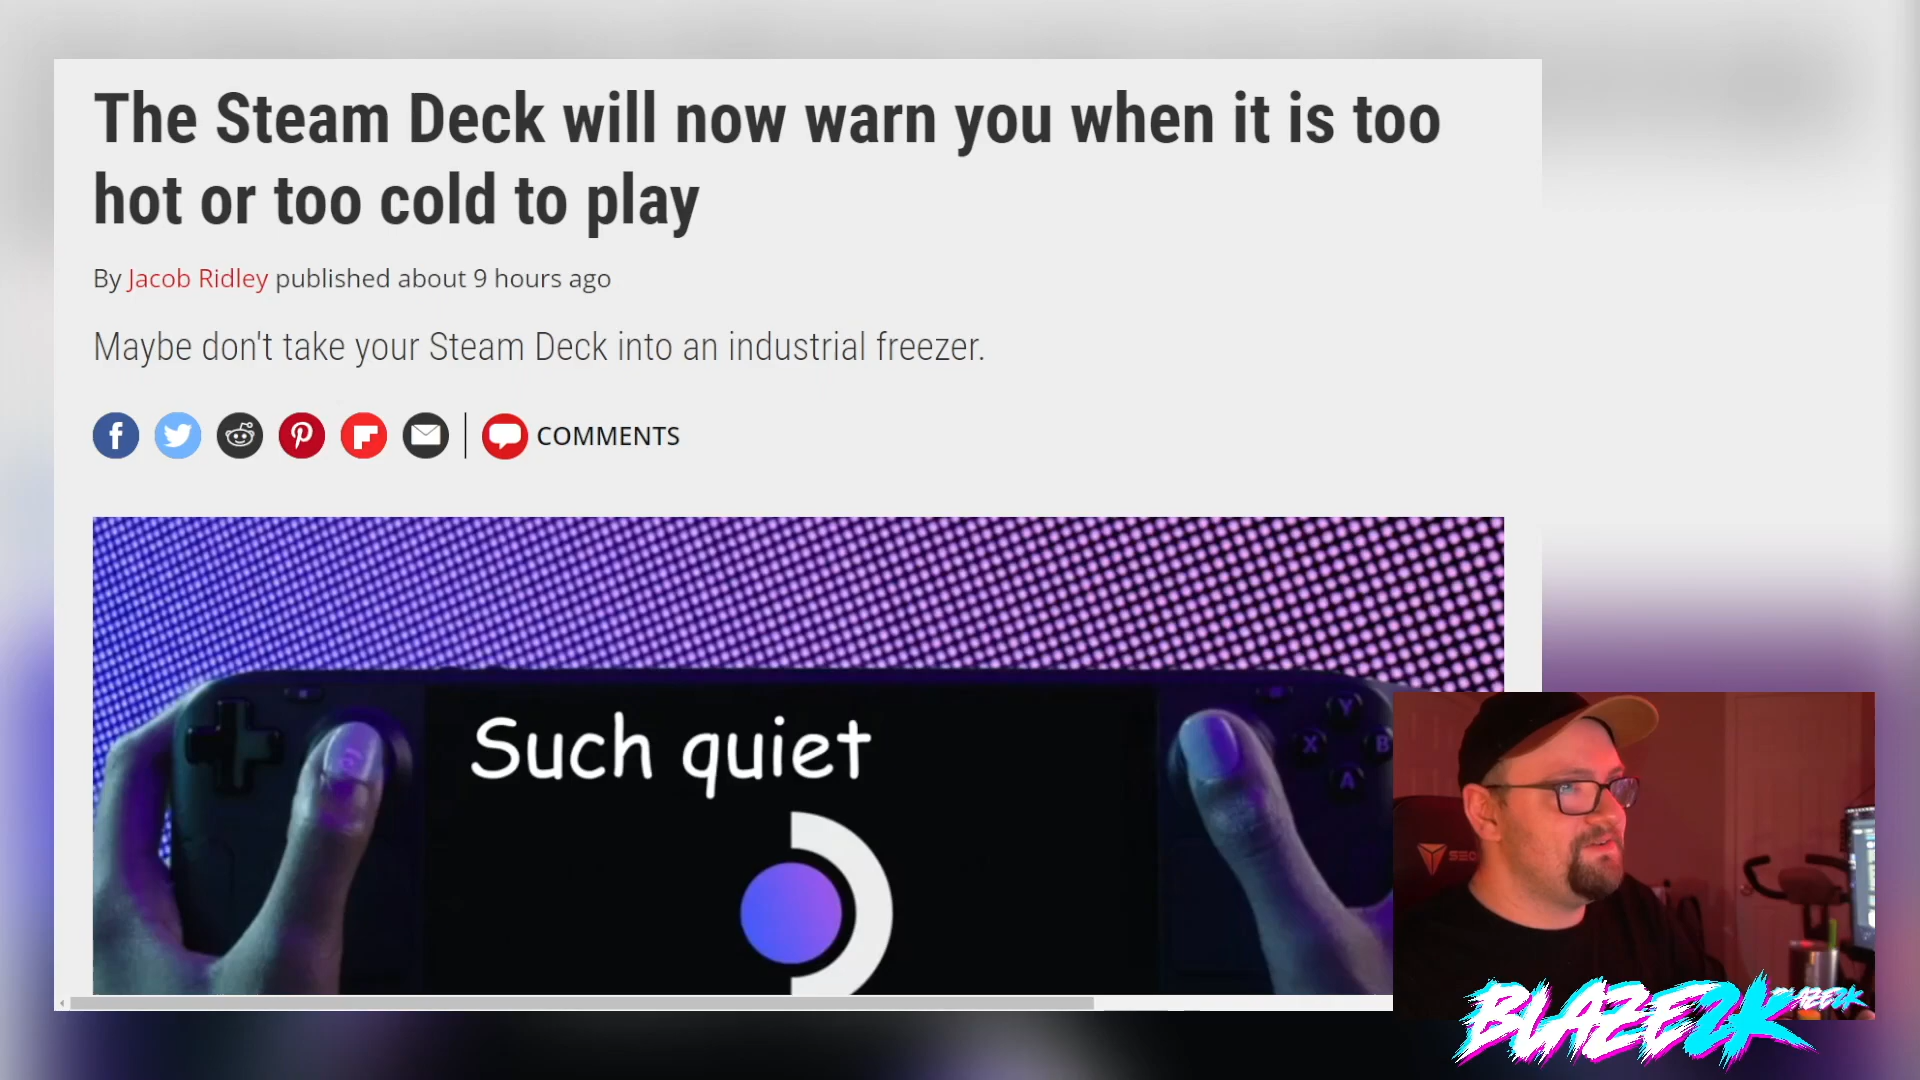 The Steam Deck will now warn you when it is too
hot or too cold to play
By Jacob Ridley published about 9 hours ago
Maybe don't take your Steam Deck into an industrial freezer.
COMMENTS
Such quiet
Y
X
B
A
SEC
BLAZE2K
BLAZE2K